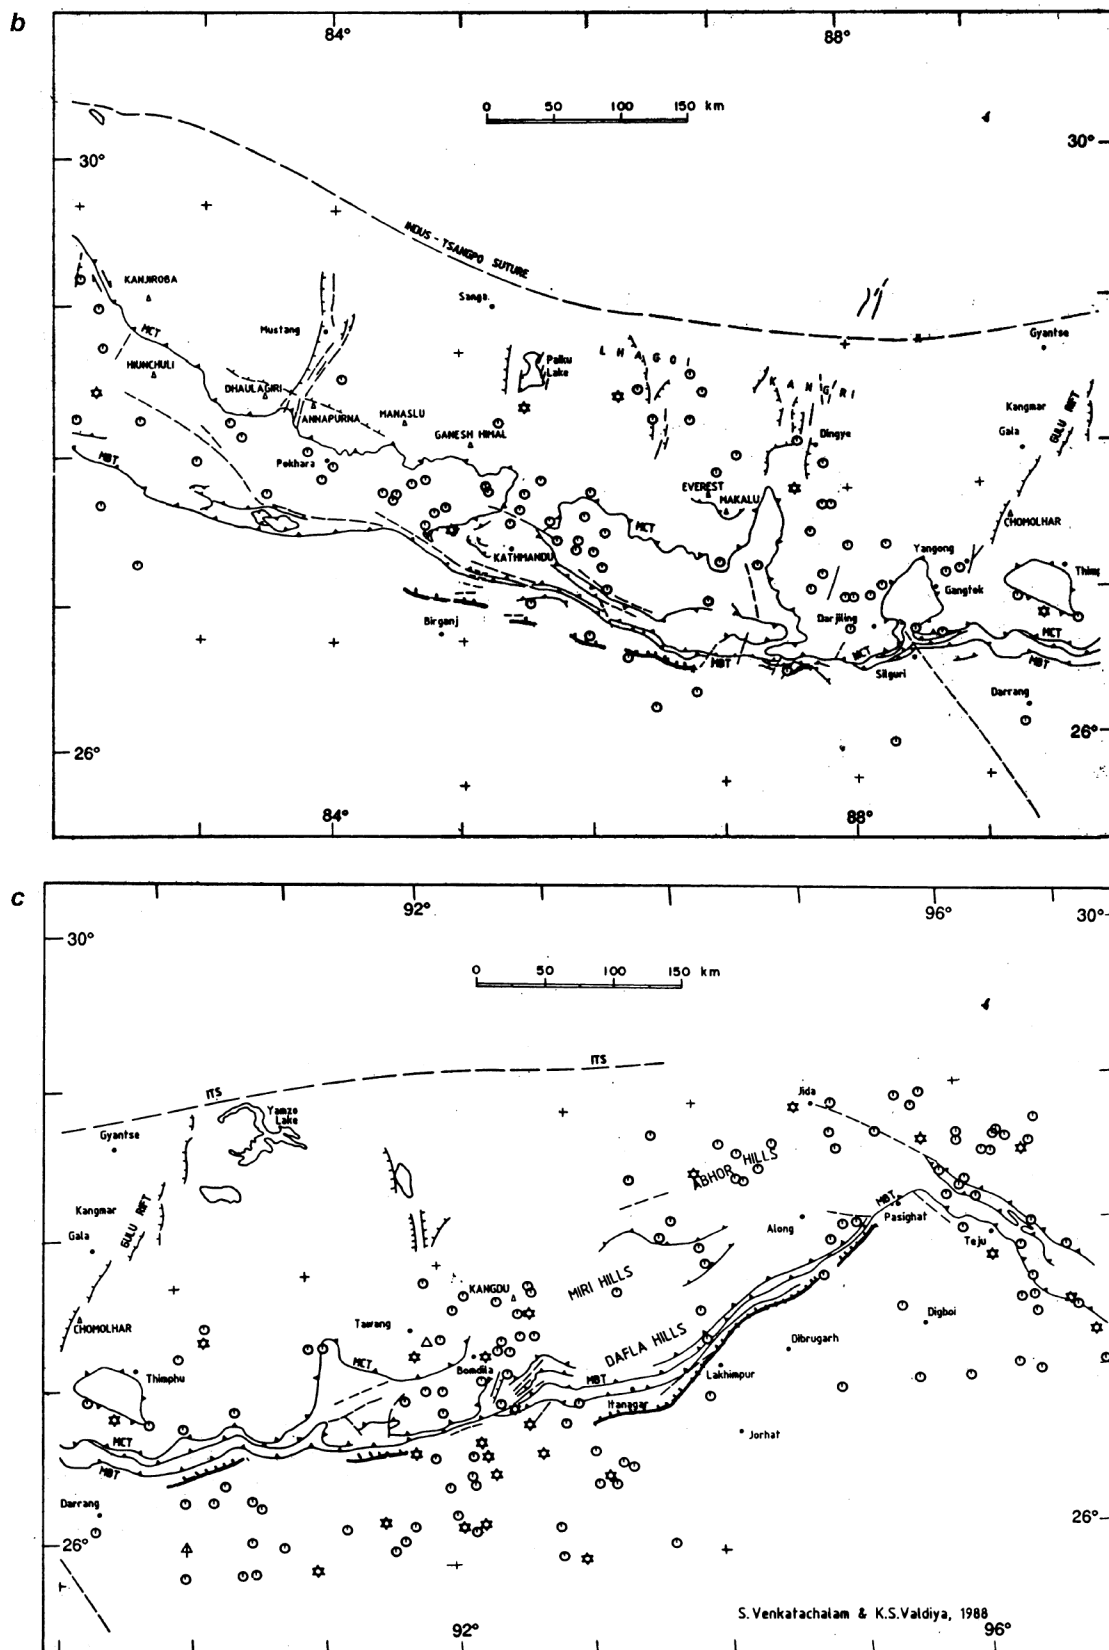 b
84°
88°
0 50 100 150 km
30°
30°
INDUS-TSANGPO SUTURE
KANJIROBA
Sanga.
Gyantse
MCT
Mustang
HIUNCHULI
LHAGOI
Paiku
Lake
KANGRI
DHAULAGIRI
ANNAPURNA
MANASLU
Kangmar
GULU RIFT
GANESH HIMAL
Dingye
Gala
MBT
Pokhara
EVEREST
MAKALU
MCT
CHOMOLHAR
KATHMANDU
Yangong
Thimp
Gangtok
Birganj
Darjiling
MCT
MCT
MBT
MBT
Siliguri
Darrang
26°
26°
84°
88°
c
92°
96°
30°
30°
0 50 100 150 km
ITS
ITS
Jida
Yamzo
Lake
Gyantse
ABHOR HILLS
Kangmar
GULU RIFT
MBT
Pasighat
Gala
Along
Teju
KANGDU
MIRI HILLS
CHOMOLHAR
Tawang
Digboi
DAFLA HILLS
Dibrugarh
MCT
Bomdila
Thimphu
MBT
Lakhimpur
Itanagar
Jorhat
MCT
MBT
Darrang
26°
26°
S.Venkatachalam & K.S.Valdiya, 1988
92°
96°